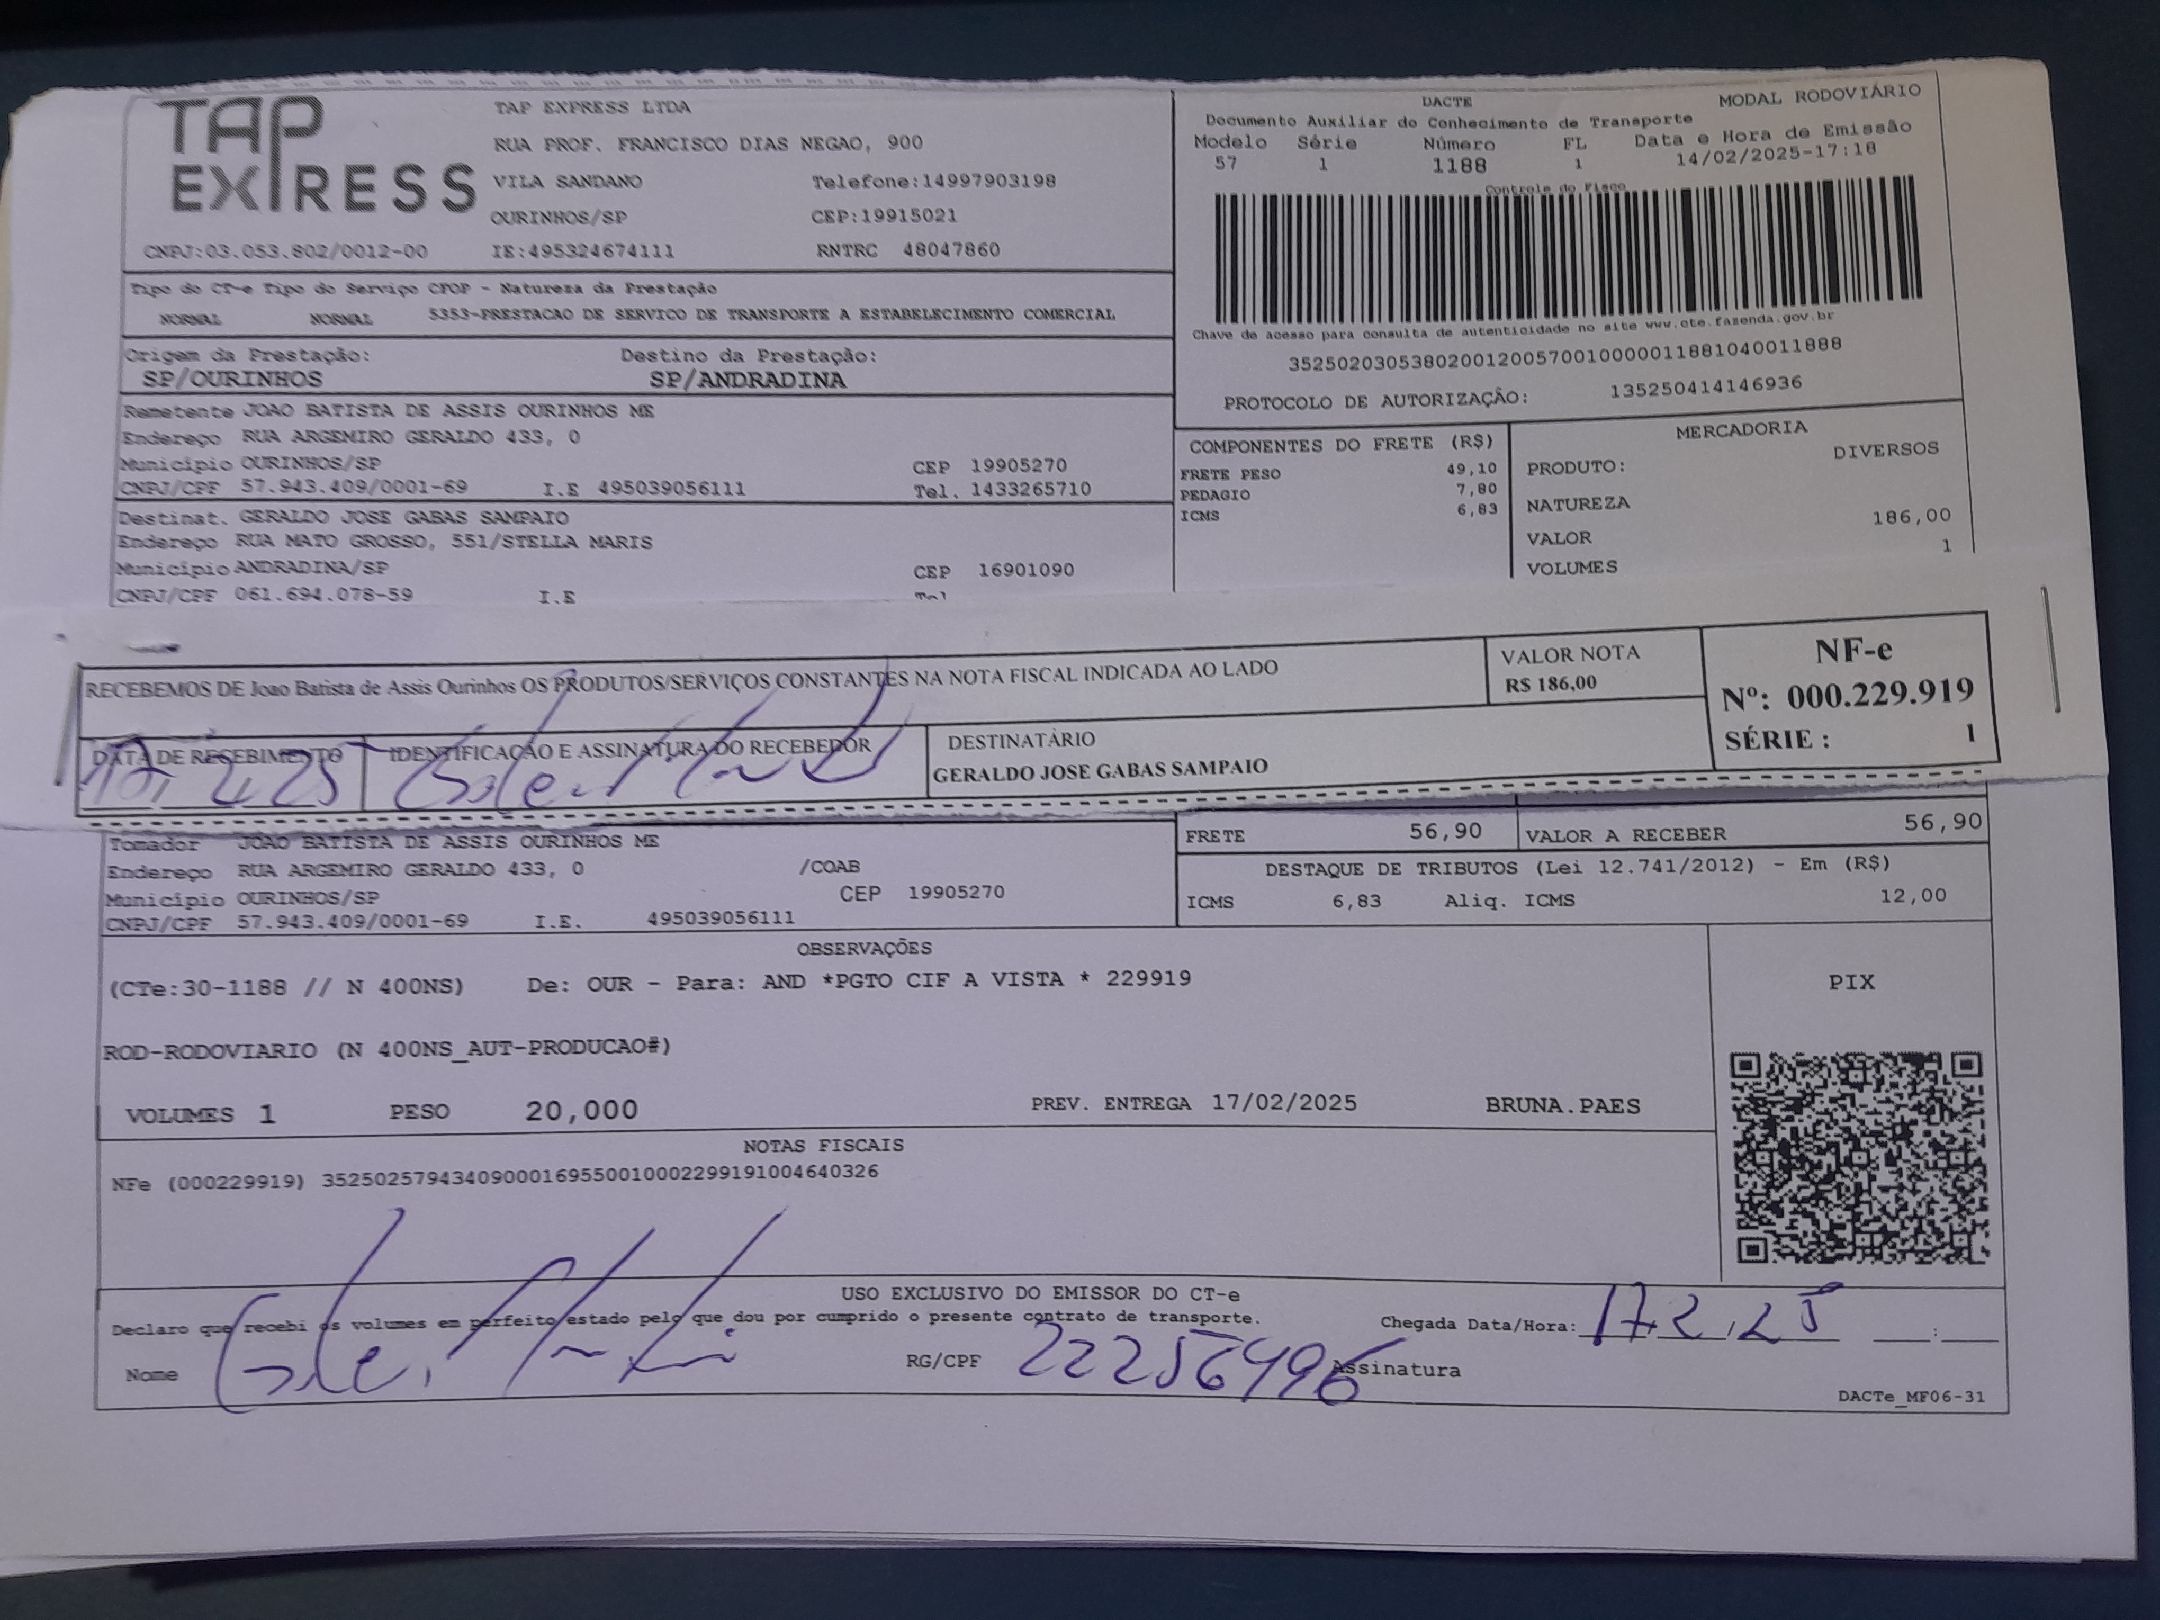 TAP EXPRESS
TAP EXPRESS LTDA
RUA PROF. FRANCISCO DIAS NEGAO, 900
VILA SANDANO Telefone:14997903198
OURINHOS/SP CEP:19915021
CNPJ:03.053.802/0012-00 IE:495324674111 RNTRC 48047860
DACTE MODAL RODOVIÁRIO
Documento Auxiliar do Conhecimento de Transporte
Modelo Série Número FL Data e Hora de Emissão
57 1 1188 1 14/02/2025-17:18
Controle do Fisco
Chave de acesso para consulta de autenticidade no site www.cte.fazenda.gov.br
35250203053802001200570010000011881040011888
PROTOCOLO DE AUTORIZAÇÃO: 135250414146936
Tipo do CT-e Tipo do Serviço CFOP - Natureza da Prestação
NORMAL NORMAL 5353-PRESTACAO DE SERVICO DE TRANSPORTE A ESTABELECIMENTO COMERCIAL
Origem da Prestação: Destino da Prestação:
SP/OURINHOS SP/ANDRADINA
Remetente JOAO BATISTA DE ASSIS OURINHOS ME
Endereço RUA ARGEMIRO GERALDO 433, 0
Município OURINHOS/SP CEP 19905270
CNPJ/CPF 57.943.409/0001-69 I.E 495039056111 Tel. 1433265710
Destinat. GERALDO JOSE GABAS SAMPAIO
Endereço RUA MATO GROSSO, 551/STELLA MARIS
Município ANDRADINA/SP CEP 16901090
CNPJ/CPF 061.694.078-59 I.E Tel
COMPONENTES DO FRETE (R$)
FRETE PESO 49,10
PEDAGIO 7,80
ICMS 6,83
MERCADORIA
PRODUTO: DIVERSOS
NATUREZA
VALOR 186,00
VOLUMES 1
RECEBEMOS DE Joao Batista de Assis Ourinhos OS PRODUTOS/SERVIÇOS CONSTANTES NA NOTA FISCAL INDICADA AO LADO
VALOR NOTA
R$ 186,00
NF-e
Nº: 000.229.919
SÉRIE : 1
DATA DE RECEBIMENTO IDENTIFICAÇÃO E ASSINATURA DO RECEBEDOR
17, 2, 25
DESTINATÁRIO
GERALDO JOSE GABAS SAMPAIO
Tomador JOAO BATISTA DE ASSIS OURINHOS ME
Endereço RUA ARGEMIRO GERALDO 433, 0 /COAB
Município OURINHOS/SP CEP 19905270
CNPJ/CPF 57.943.409/0001-69 I.E. 495039056111
FRETE 56,90 VALOR A RECEBER 56,90
DESTAQUE DE TRIBUTOS (Lei 12.741/2012) - Em (R$)
ICMS 6,83 Aliq. ICMS 12,00
OBSERVAÇÕES
(CTe:30-1188 // N 400NS) De: OUR - Para: AND *PGTO CIF A VISTA * 229919
ROD-RODOVIARIO (N 400NS_AUT-PRODUCAO#)
VOLUMES 1 PESO 20,000 PREV. ENTREGA 17/02/2025 BRUNA.PAES
PIX
NOTAS FISCAIS
NFe (000229919) 35250257943409000169550010002299191004640326
USO EXCLUSIVO DO EMISSOR DO CT-e
Declaro que recebi os volumes em perfeito estado pelo que dou por cumprido o presente contrato de transporte. Chegada Data/Hora: 17,2,25 :
Nome RG/CPF 22256496 Assinatura
DACTe_MF06-31